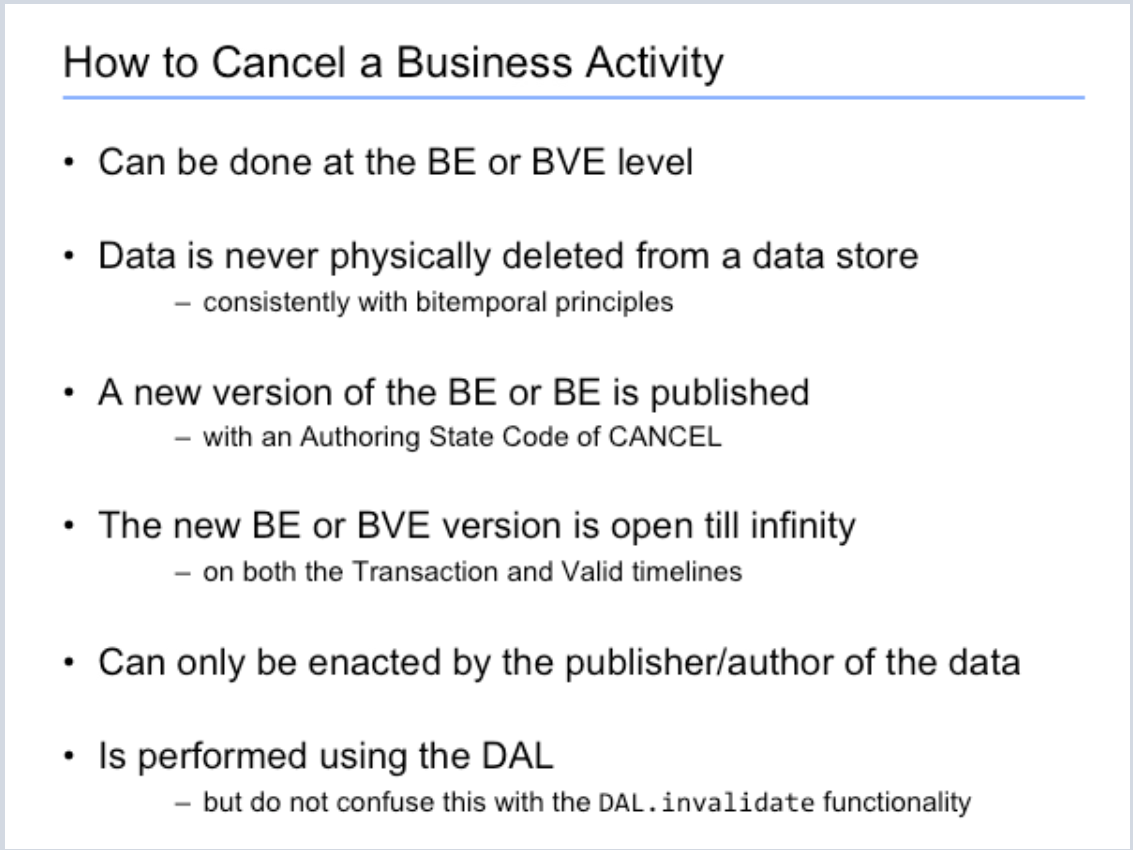 How to Cancel a Business Activity
• Can be done at the BE or BVE level
• Data is never physically deleted from a data store
– consistently with bitemporal principles
• A new version of the BE or BE is published
– with an Authoring State Code of CANCEL
• The new BE or BVE version is open till infinity
– on both the Transaction and Valid timelines
• Can only be enacted by the publisher/author of the data
• Is performed using the DAL
– but do not confuse this with the DAL.invalidate functionality